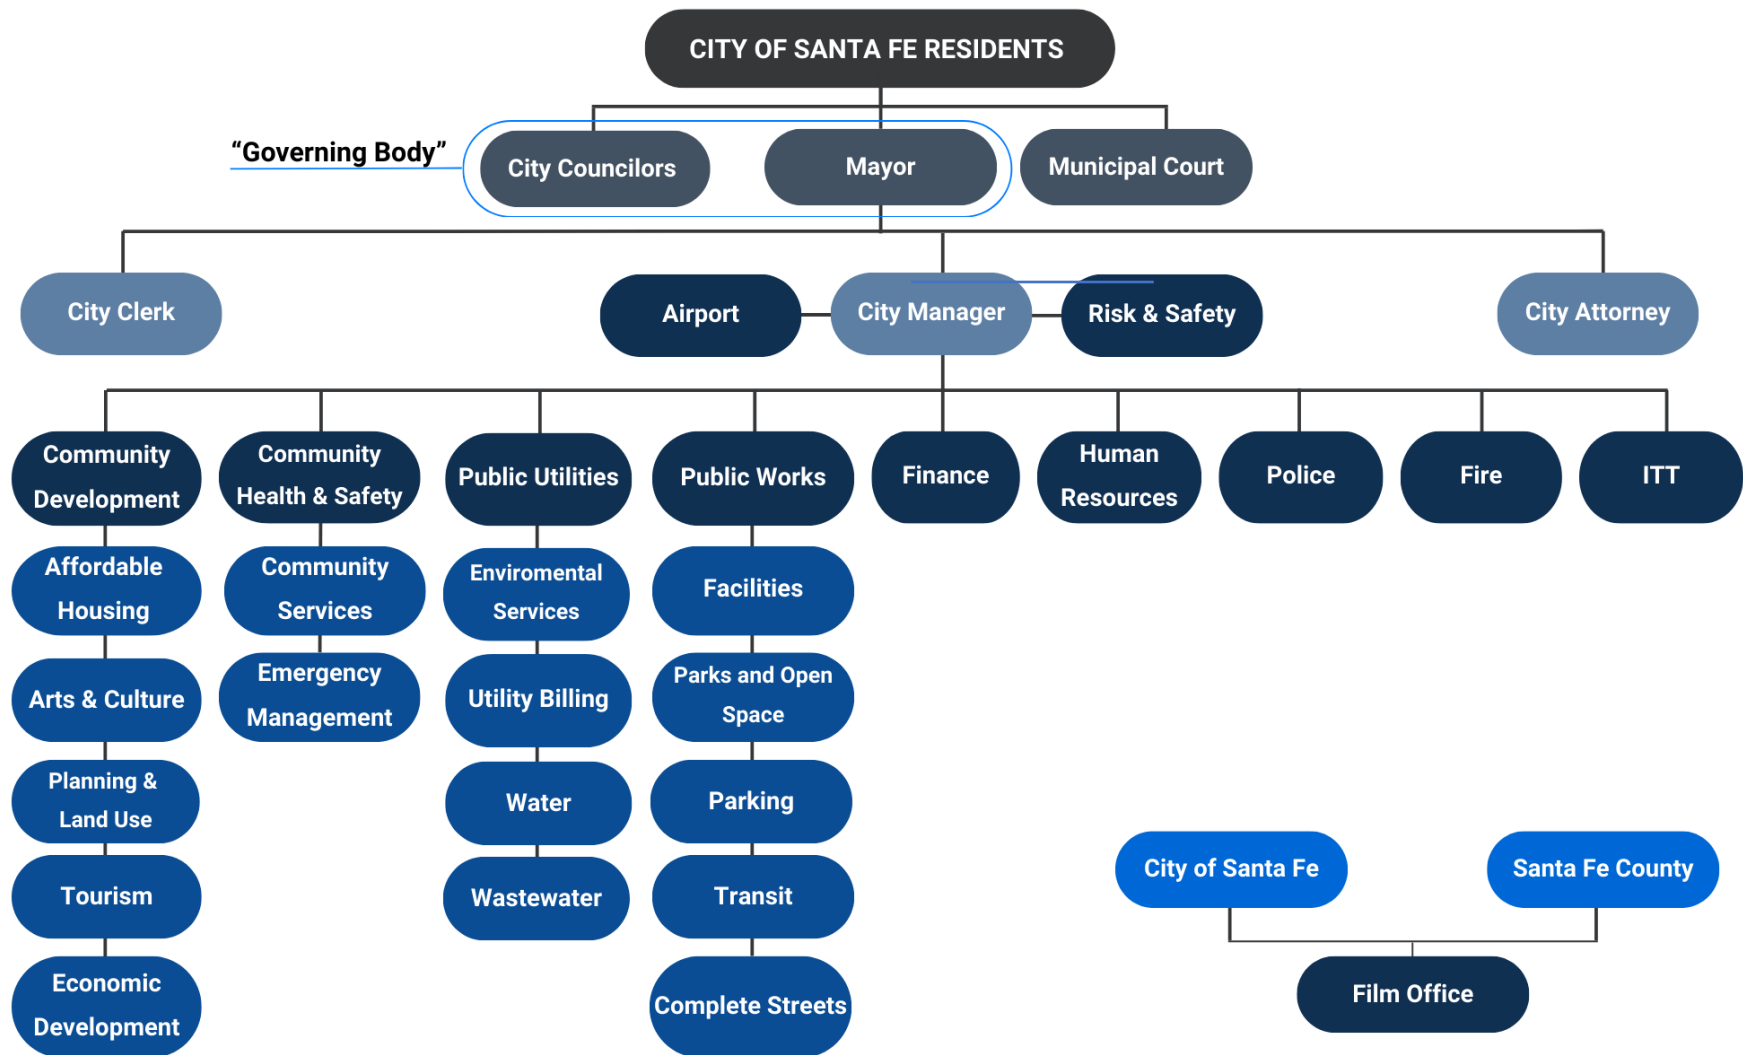 CITY OF SANTA FE RESIDENTS
“Governing Body”
City Councilors
Mayor
Municipal Court
City Clerk
Airport
City Manager
Risk & Safety
City Attorney
Community
Development
Community
Health & Safety
Public Utilities
Public Works
Finance
Human
Resources
Police
Fire
ITT
Affordable
Housing
Community
Services
Enviromental
Services
Facilities
Arts & Culture
Emergency
Management
Utility Billing
Parks and Open
Space
Planning &
Land Use
Water
Parking
Tourism
Wastewater
Transit
City of Santa Fe
Santa Fe County
Economic
Development
Complete Streets
Film Office